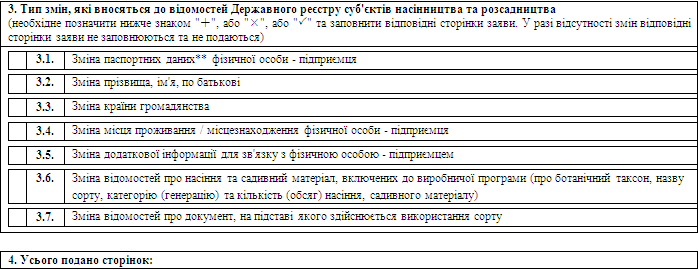 3. Тип змін, які вносяться до відомостей Державного реєстру суб'єктів насінництва та розсадництва
(необхідне позначити нижче знаком "+", або "×", або "✓" та заповнити відповідні сторінки заяви. У разі відсутності змін відповідні
сторінки заяви не заповнюються та не подаються)
3.1. Зміна паспортних даних** фізичної особи - підприємця
3.2. Зміна прізвища, ім'я, по батькові
3.3. Зміна країни громадянства
3.4. Зміна місця проживання / місцезнаходження фізичної особи - підприємця
3.5. Зміна додаткової інформації для зв'язку з фізичною особою - підприємцем
3.6. Зміна відомостей про насіння та садивний матеріал, включених до виробничої програми (про ботанічний таксон, назву
сорту, категорію (генерацію) та кількість (обсяг) насіння, садивного матеріалу)
3.7. Зміна відомостей про документ, на підставі якого здійснюється використання сорту
4. Усього подано сторінок: